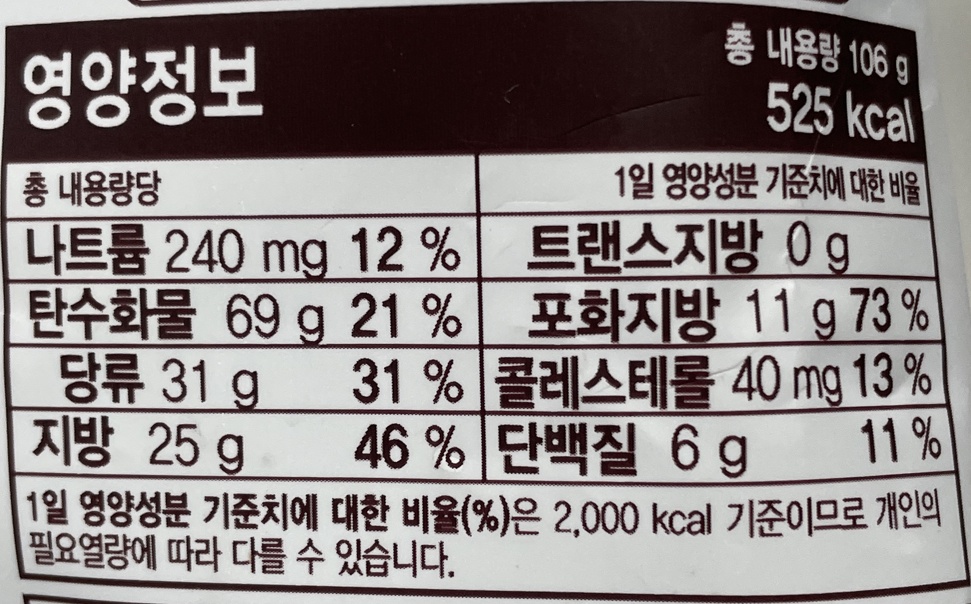 영양정보
총 내용량 106 g
525 kcal
총 내용량당
1일 영양성분 기준치에 대한 비율
나트륨 240 mg 12 %
트랜스지방 0 g
탄수화물 69 g 21 %
포화지방 11 g 73 %
당류 31 g 31 %
콜레스테롤 40 mg 13 %
지방 25 g 46 %
단백질 6 g 11 %
1일 영양성분 기준치에 대한 비율(%)은 2,000 kcal 기준이므로 개인의
필요열량에 따라 다를 수 있습니다.